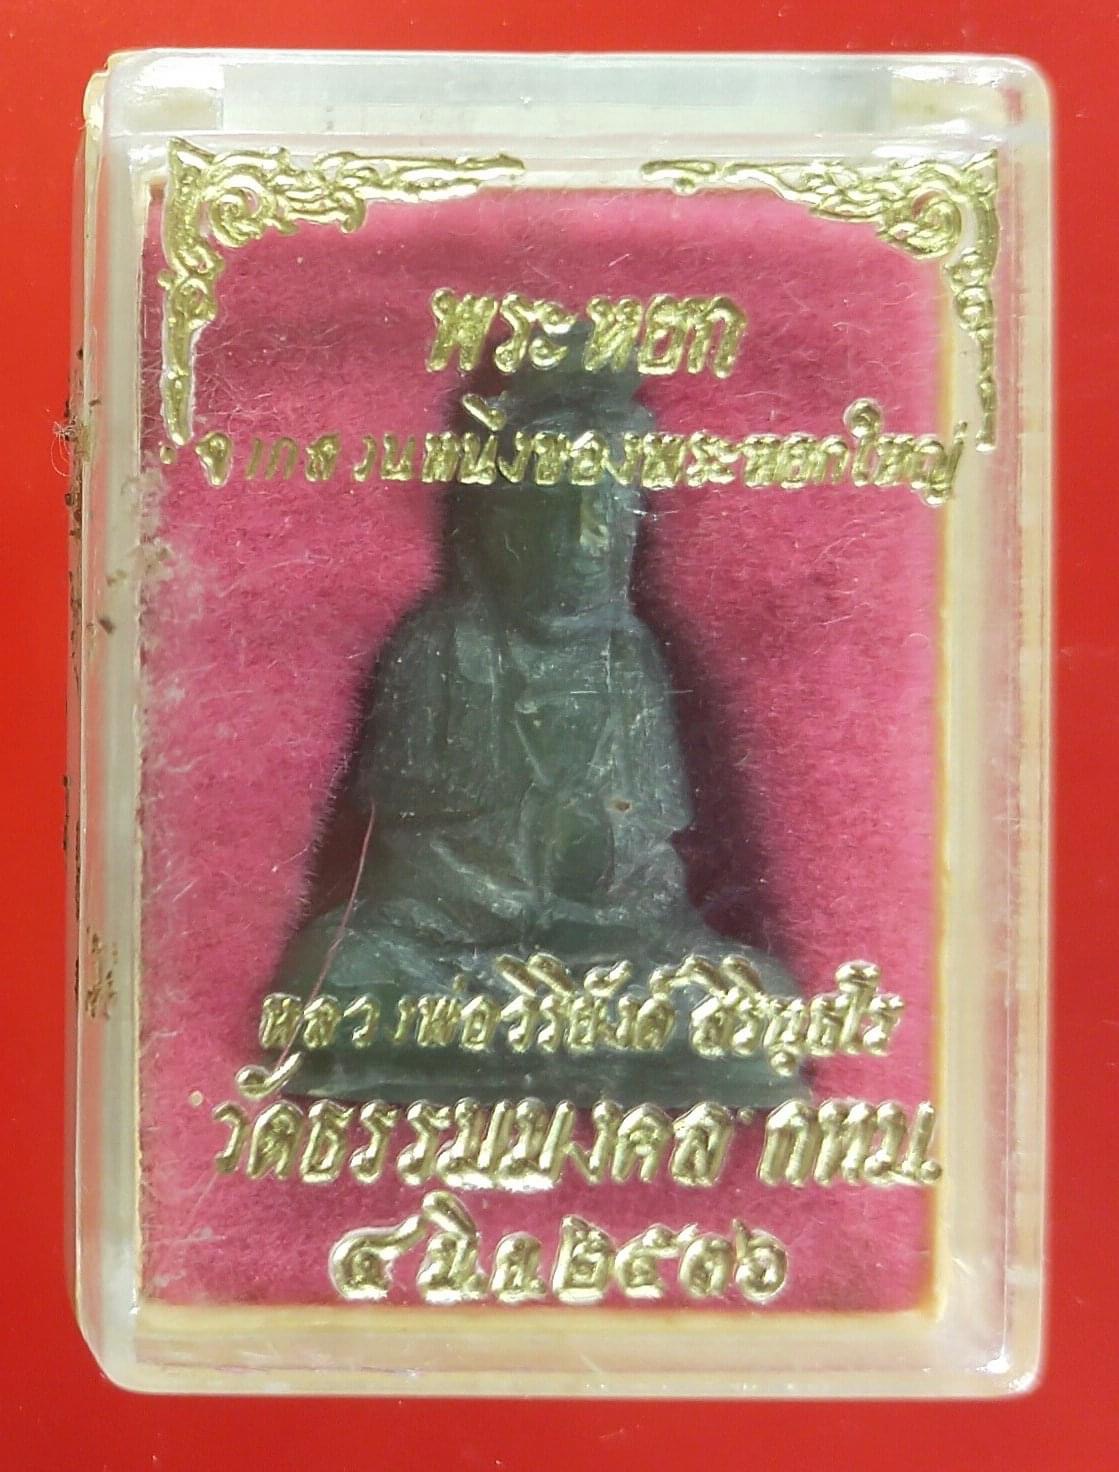 พระหยก
จากส่วนหนึ่งของพระหยกใหญ่
หลวงพ่อวิริยังค์ สิรินฺธโร
วัดธรรมมงคล กทม.
๔ มิ.ย. ๒๕๓๖